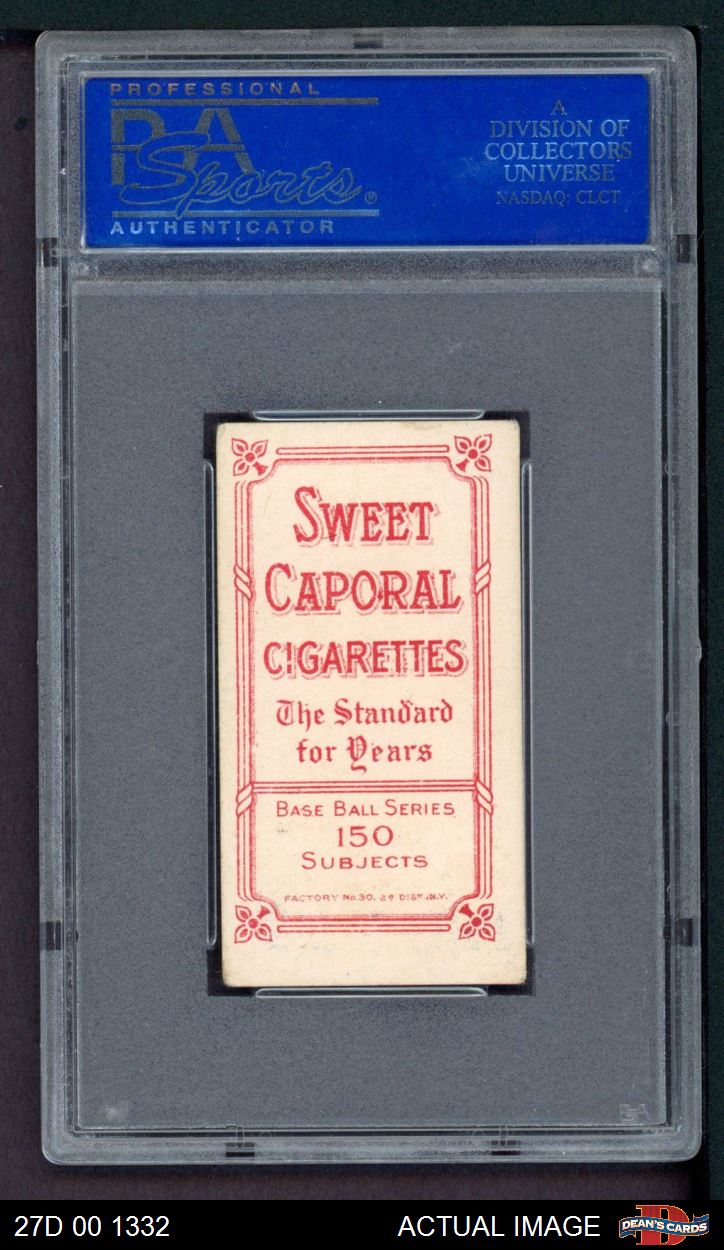 PROFESSIONAL
PSA
Sports®
AUTHENTICATOR
A
DIVISION OF
COLLECTORS
UNIVERSE
NASDAQ: CLCT
SWEET
CAPORAL
CIGARETTES
The Standard
for Years
BASE BALL SERIES
150
SUBJECTS
FACTORY No. 30, 2d DIST. N.Y.
PSA
27D 00 1332
ACTUAL IMAGE
DEAN'S CARDS